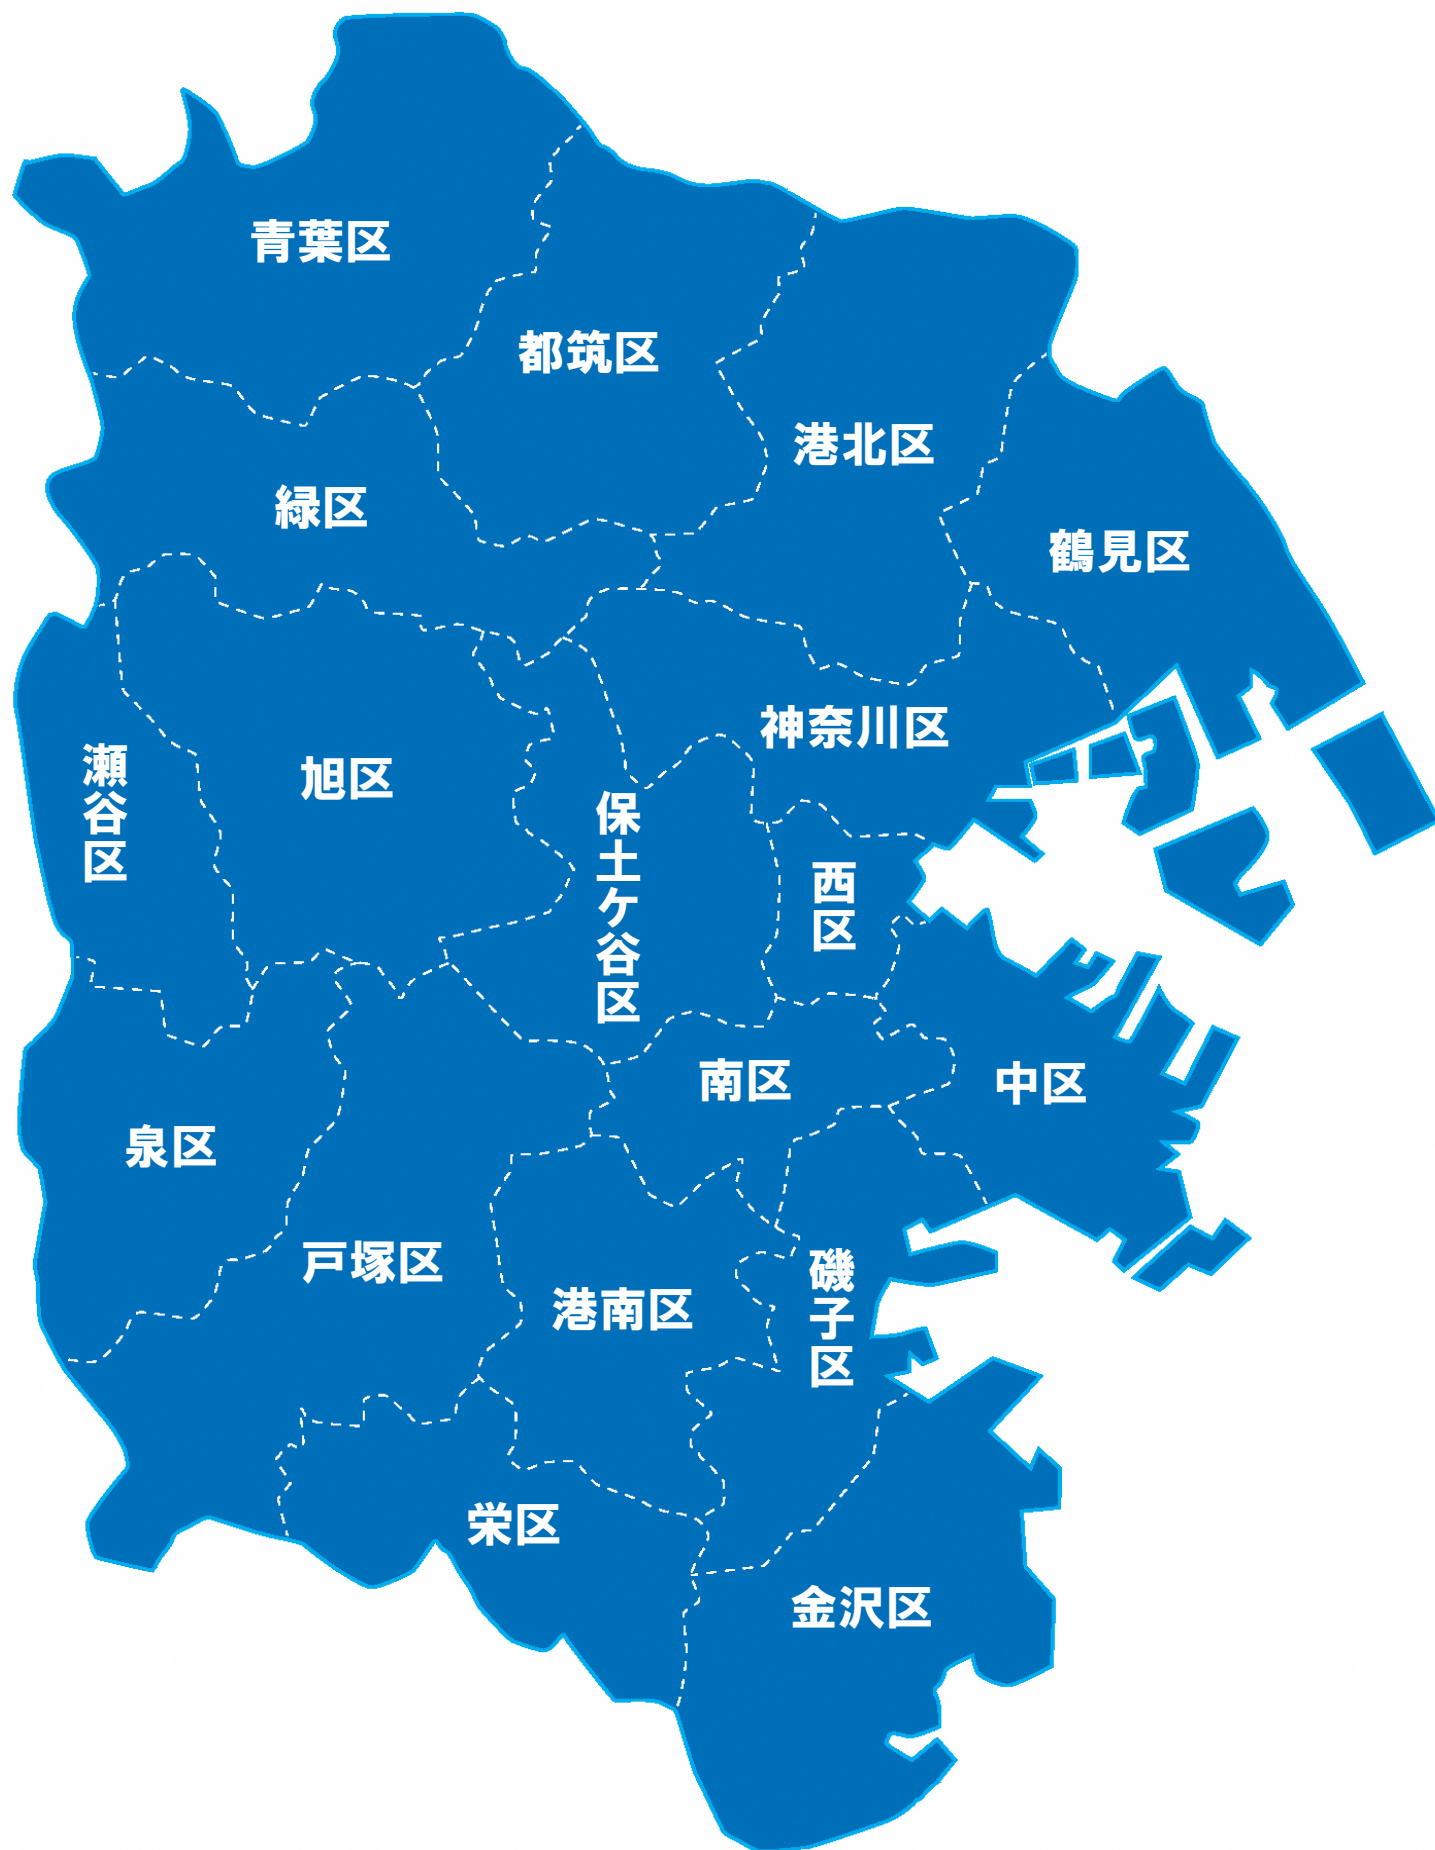 青葉区
都筑区
港北区
緑区
鶴見区
神奈川区
瀬谷区
旭区
保土ケ谷区
西区
南区
中区
泉区
戸塚区
港南区
磯子区
栄区
金沢区